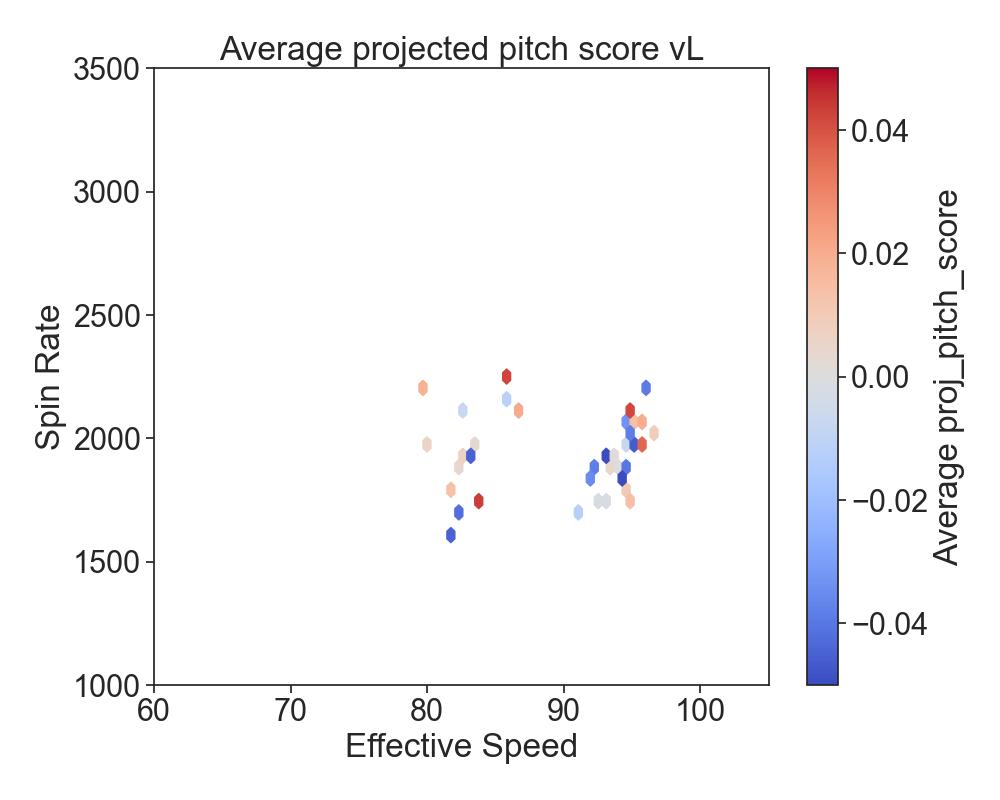 Average projected pitch score vL
3500
3000
2500
2000
1500
1000
Spin Rate
60 70 80 90 100
Effective Speed
0.04
0.02
0.00
−0.02
−0.04
Average proj_pitch_score